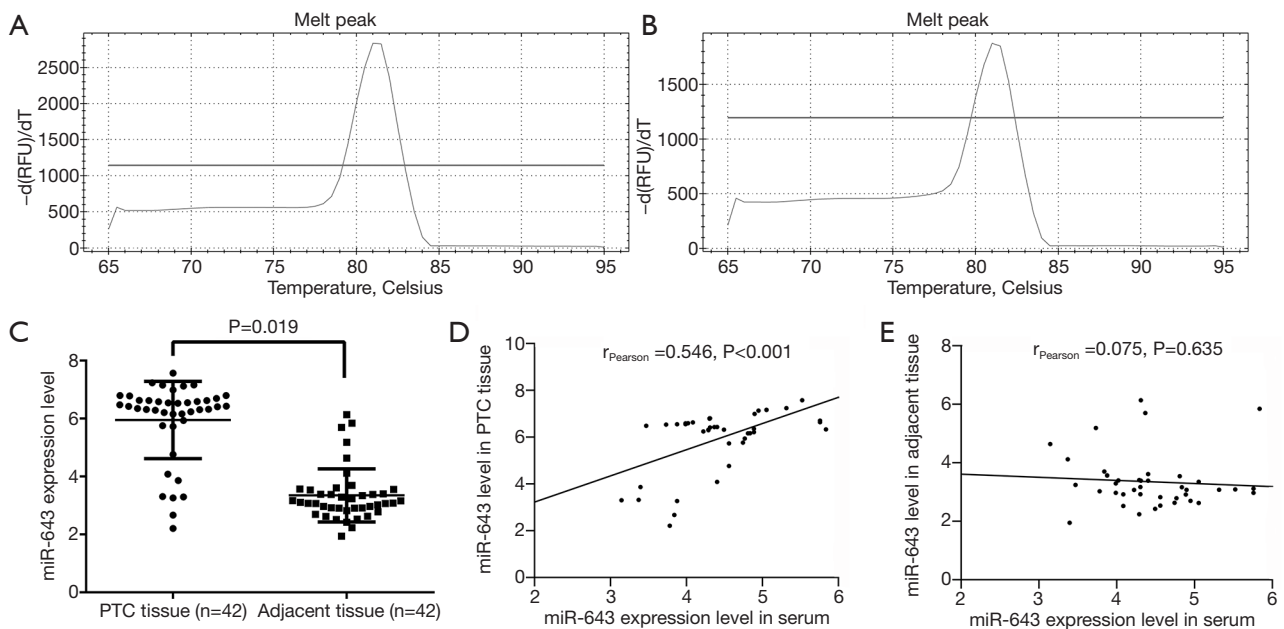 A
Melt peak
2500
2000
1500
1000
500
0
–d(RFU)/dT
65 70 75 80 85 90 95
Temperature, Celsius
B
Melt peak
1500
1000
500
0
–d(RFU)/dT
65 70 75 80 85 90 95
Temperature, Celsius
C
P=0.019
8
6
4
2
0
miR-643 expression level
PTC tissue (n=42) Adjacent tissue (n=42)
D
rPearson =0.546, P<0.001
10
8
6
4
2
0
miR-643 level in PTC tissue
2 3 4 5 6
miR-643 expression level in serum
E
rPearson =0.075, P=0.635
8
6
4
2
0
miR-643 level in adjacent tissue
2 3 4 5 6
miR-643 expression level in serum